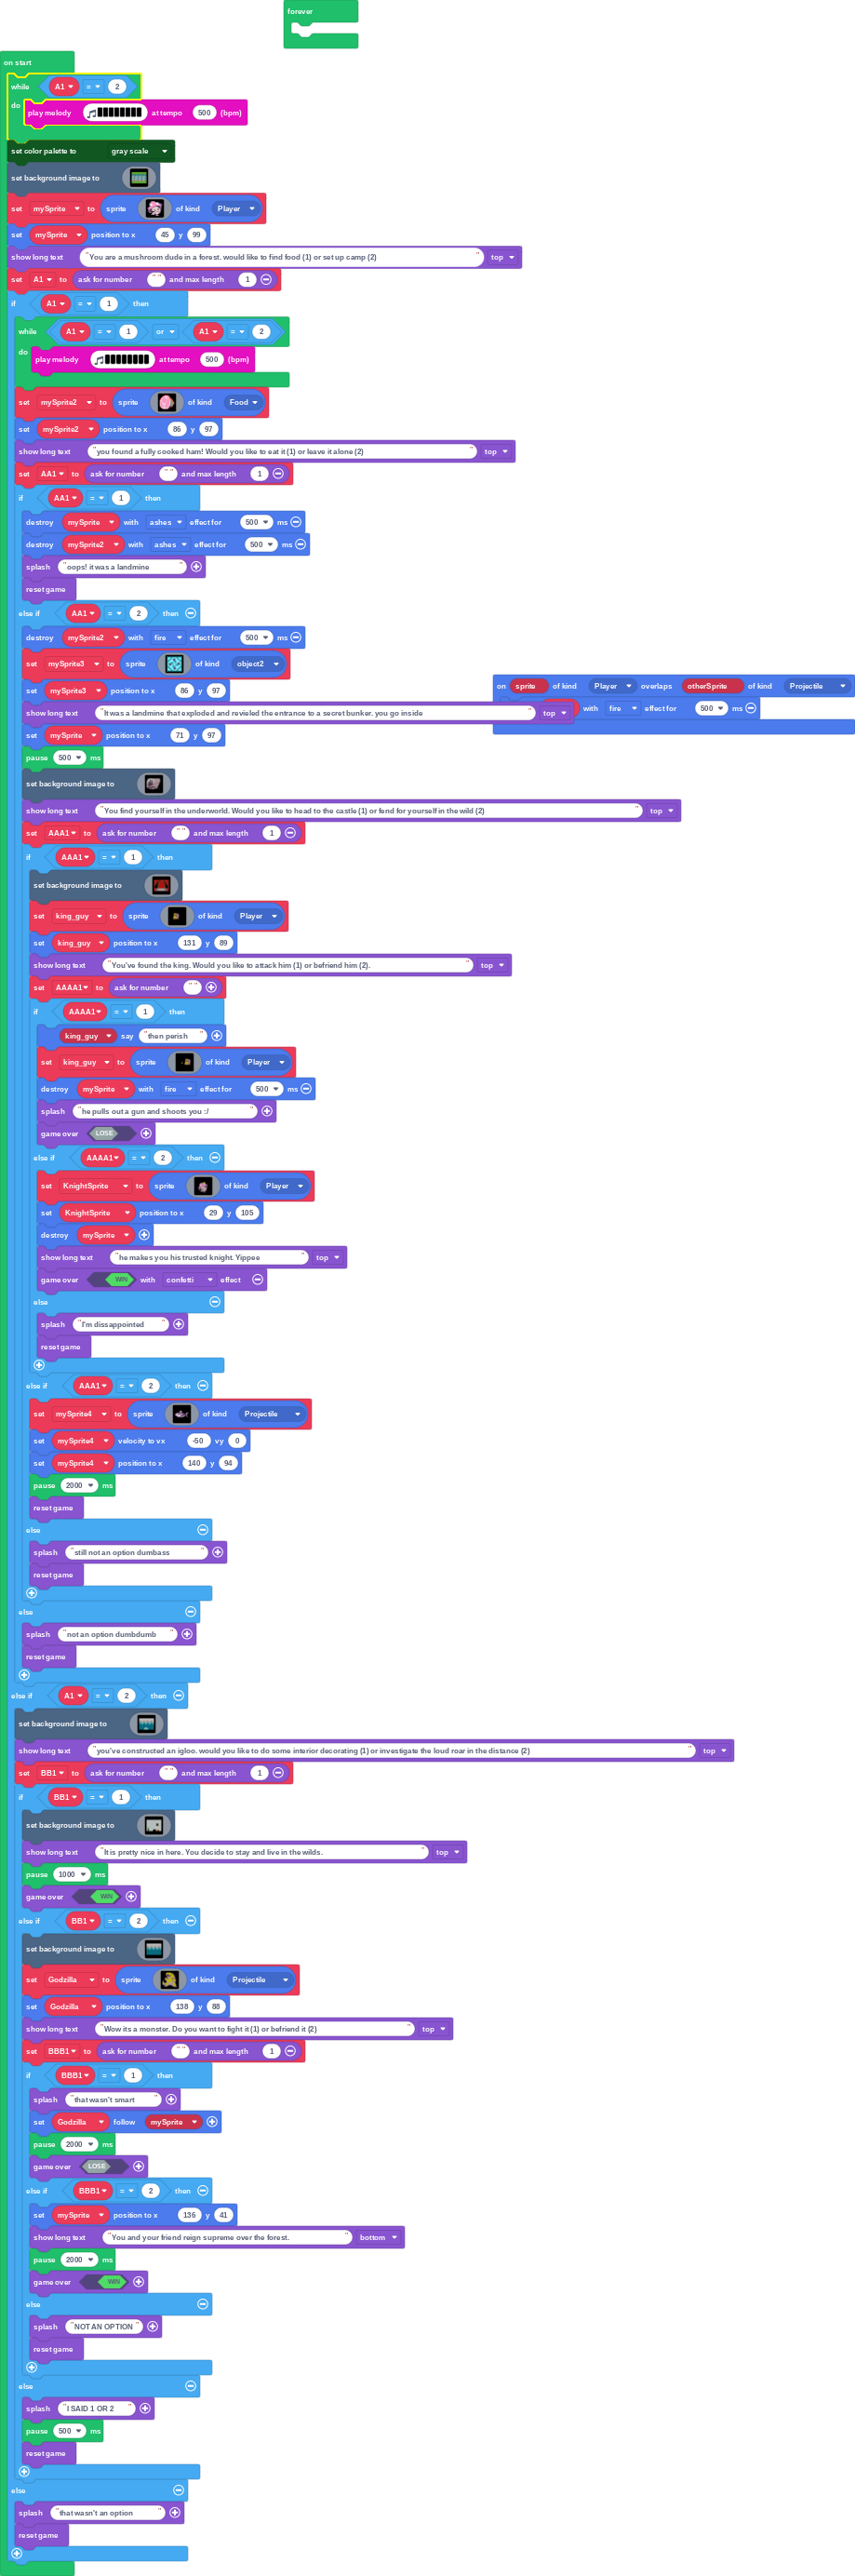 forever
on start
while A1 = 2
do play melody at tempo 500 (bpm)
set color palette to gray scale
set background image to
set mySprite to sprite of kind Player
set mySprite position to x 45 y 99
show long text "You are a mushroom dude in a forest. would like to find food (1) or set up camp (2) " top
set A1 to ask for number " " and max length 1
if A1 = 1 then
while A1 = 1 or A1 = 2
do play melody at tempo 500 (bpm)
set mySprite2 to sprite of kind Food
set mySprite2 position to x 86 y 97
show long text "you found a fully cooked ham! Would you like to eat it (1) or leave it alone (2) " top
set AA1 to ask for number " " and max length 1
if AA1 = 1 then
destroy mySprite with ashes effect for 500 ms
destroy mySprite2 with ashes effect for 500 ms
splash "oops! it was a landmine "
reset game
else if AA1 = 2 then
destroy mySprite2 with fire effect for 500 ms
set mySprite3 to sprite of kind object2
on sprite of kind Player overlaps otherSprite of kind Projectile
set mySprite3 position to x 86 y 97
show long text "It was a landmine that exploded and revieled the entrance to a secret bunker, you go inside " top
with fire effect for 500 ms
set mySprite position to x 71 y 97
pause 500 ms
set background image to
show long text "You find yourself in the underworld. Would you like to head to the castle (1) or fend for yourself in the wild (2) " top
set AAA1 to ask for number " " and max length 1
if AAA1 = 1 then
set background image to
set king_guy to sprite of kind Player
set king_guy position to x 131 y 89
show long text "You've found the king. Would you like to attack him (1) or befriend him (2). " top
set AAAA1 to ask for number " "
if AAAA1 = 1 then
king_guy say "then perish "
set king_guy to sprite of kind Player
destroy mySprite with fire effect for 500 ms
splash "he pulls out a gun and shoots you :/ "
game over LOSE
else if AAAA1 = 2 then
set KnightSprite to sprite of kind Player
set KnightSprite position to x 29 y 105
destroy mySprite
show long text "he makes you his trusted knight. Yippee " top
game over WIN with confetti effect
else
splash "I'm dissappointed "
reset game
else if AAA1 = 2 then
set mySprite4 to sprite of kind Projectile
set mySprite4 velocity to vx -50 vy 0
set mySprite4 position to x 140 y 94
pause 2000 ms
reset game
else
splash "still not an option dumbass "
reset game
else
splash "not an option dumbdumb "
reset game
else if A1 = 2 then
set background image to
show long text "you've constructed an igloo. would you like to do some interior decorating (1) or investigate the loud roar in the distance (2) " top
set BB1 to ask for number " " and max length 1
if BB1 = 1 then
set background image to
show long text "It is pretty nice in here. You decide to stay and live in the wilds. " top
pause 1000 ms
game over WIN
else if BB1 = 2 then
set background image to
set Godzilla to sprite of kind Projectile
set Godzilla position to x 138 y 88
show long text "Wow its a monster. Do you want to fight it (1) or befriend it (2) " top
set BBB1 to ask for number " " and max length 1
if BBB1 = 1 then
splash "that wasn't smart "
set Godzilla follow mySprite
pause 2000 ms
game over LOSE
else if BBB1 = 2 then
set mySprite position to x 136 y 41
show long text "You and your friend reign supreme over the forest. " bottom
pause 2000 ms
game over WIN
else
splash "NOT AN OPTION "
reset game
else
splash "I SAID 1 OR 2 "
pause 500 ms
reset game
else
splash "that wasn't an option "
reset game